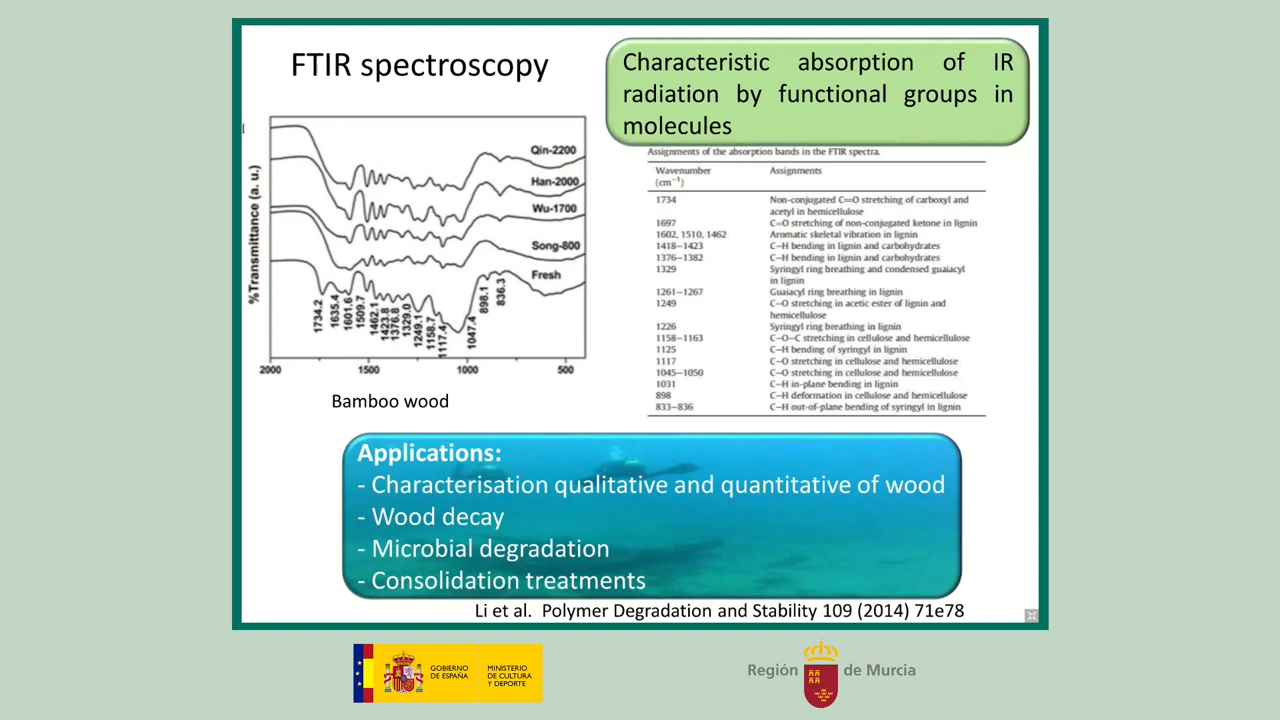 FTIR spectroscopy
Characteristic absorption of IR
radiation by functional groups in
molecules
%Transmittance (a. u.)
Qin-2200
Han-2000
Wu-1700
Song-800
Fresh
1734.2
1635.4
1601.6
1509.7
1462.1
1423.8
1376.8
1329.0
1249.1
1158.7
1117.4
1047.4
898.1
836.3
2000 1500 1000 500
Bamboo wood
Assignments of the absorption bands in the FTIR spectra.
Wavenumber Assignments
(cm⁻¹)
1734 Non-conjugated C=O stretching of carboxyl and
acetyl in hemicellulose
1697 C=O stretching of non-conjugated ketone in lignin
1602, 1510, 1462 Aromatic skeletal vibration in lignin
1418–1423 C–H bending in lignin and carbohydrates
1376–1382 C–H bending in lignin and carbohydrates
1329 Syringyl ring breathing and condensed guaiacyl
in lignin
1261–1267 Guaiacyl ring breathing in lignin
1249 C–O stretching in acetic ester of lignin and
hemicellulose
1226 Syringyl ring breathing in lignin
1158–1163 C–O–C stretching in cellulose and hemicellulose
1125 C–H bending of syringyl in lignin
1117 C–O stretching in cellulose and hemicellulose
1045–1050 C–O stretching in cellulose and hemicellulose
1031 C–H in-plane bending in lignin
898 C–H deformation in cellulose and hemicellulose
833–836 C–H out-of-plane bending of syringyl in lignin
Applications:
- Characterisation qualitative and quantitative of wood
- Wood decay
- Microbial degradation
- Consolidation treatments
Li et al. Polymer Degradation and Stability 109 (2014) 71e78
GOBIERNO
DE ESPAÑA
MINISTERIO
DE CULTURA
Y DEPORTE
Región de Murcia